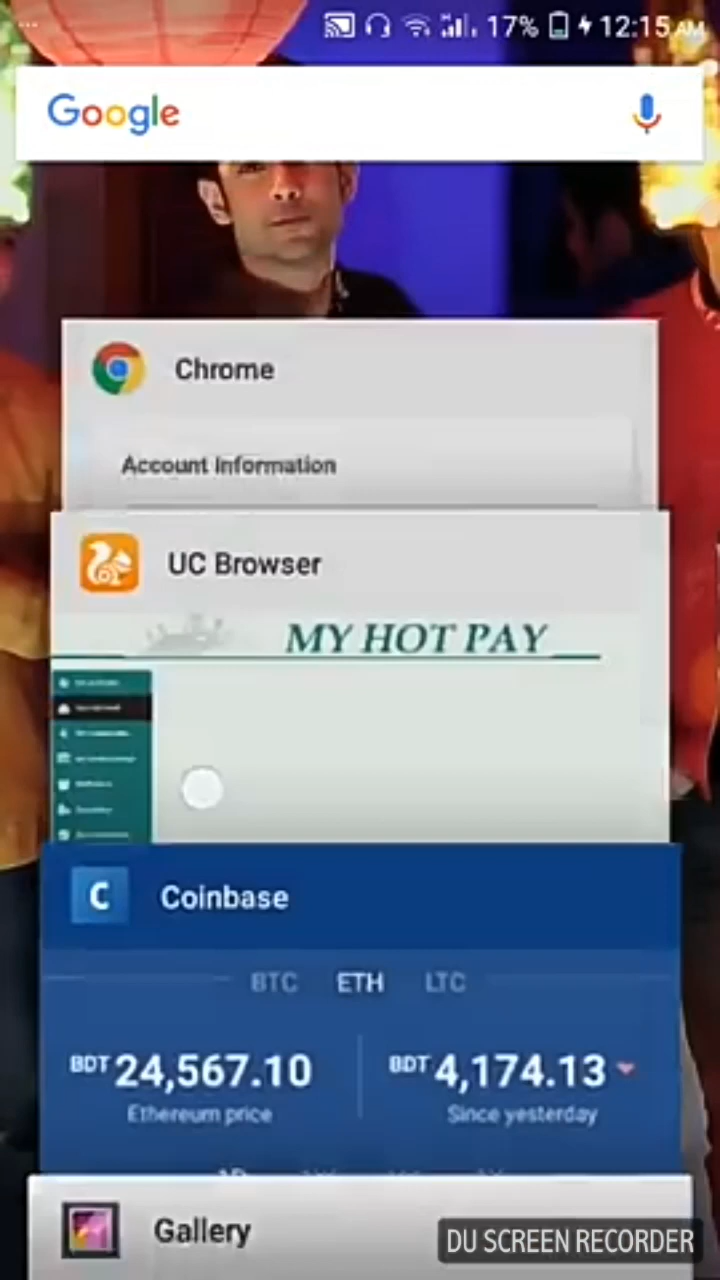 17% 12:15 AM
Google
Chrome
Account Information
UC Browser
MY HOT PAY
C Coinbase
BTC ETH LTC
BDT 24,567.10 BDT 4,174.13
Ethereum price Since yesterday
Gallery
DU SCREEN RECORDER